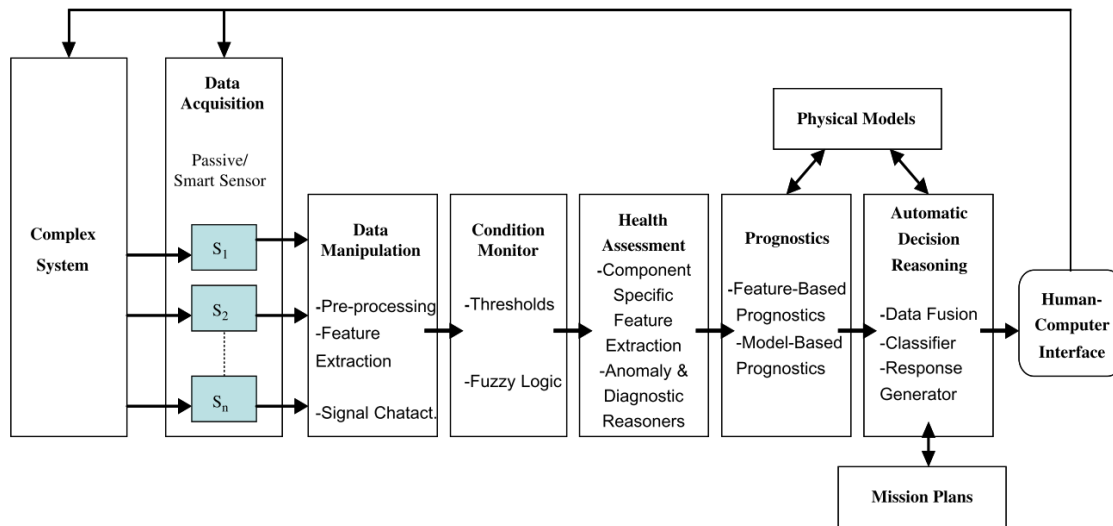 Complex
System
Data
Acquisition
Passive/
Smart Sensor
S1
S2
Sn
Data
Manipulation
-Pre-processing
-Feature
Extraction
-Signal Chatact.
Condition
Monitor
-Thresholds
-Fuzzy Logic
Health
Assessment
-Component
Specific
Feature
Extraction
-Anomaly &
Diagnostic
Reasoners
Physical Models
Prognostics
-Feature-Based
Prognostics
-Model-Based
Prognostics
Automatic
Decision
Reasoning
-Data Fusion
-Classifier
-Response
Generator
Mission Plans
Human-
Computer
Interface